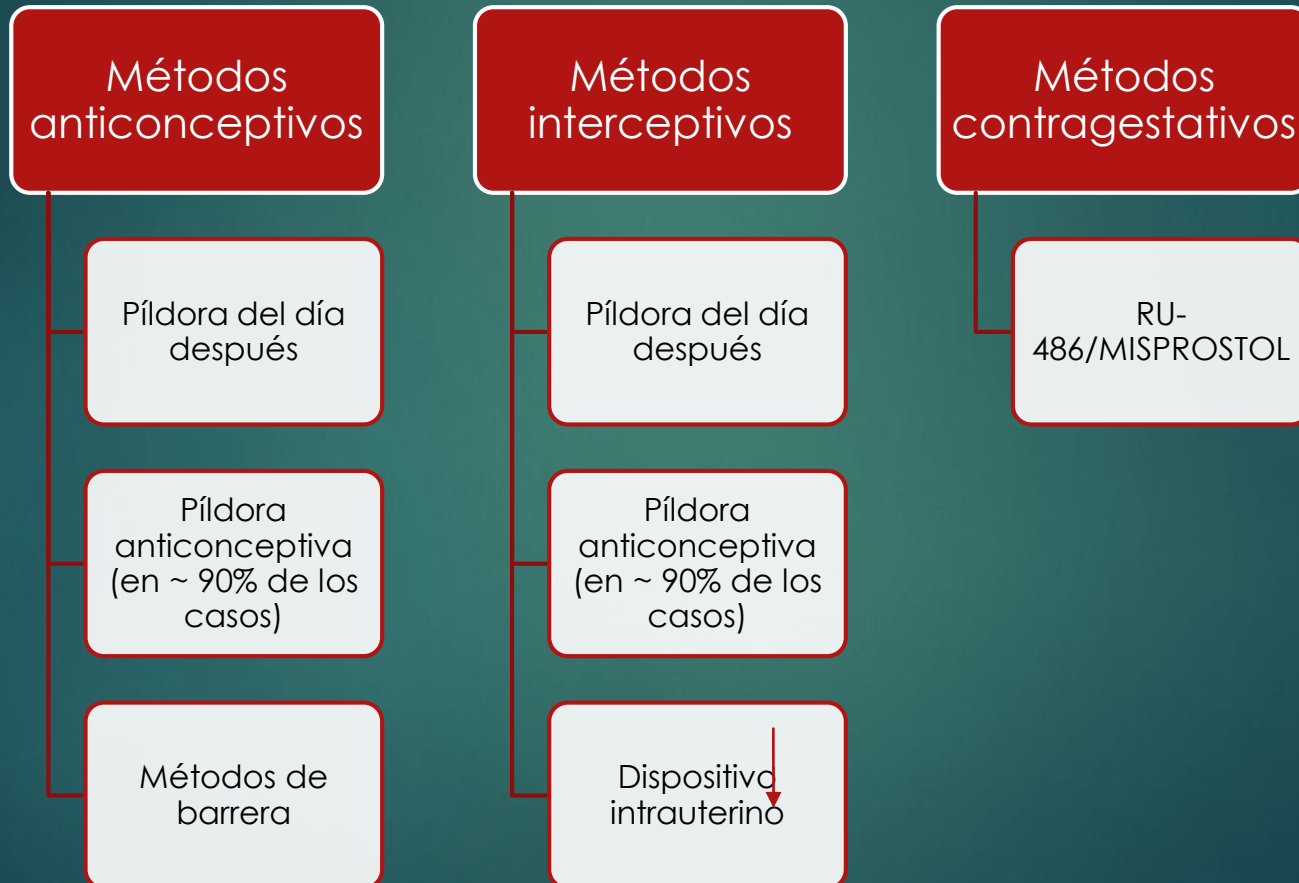 Métodos
anticonceptivos
Píldora del día
después
Píldora
anticonceptiva
(en ~ 90% de los
casos)
Métodos de
barrera
Métodos
interceptivos
Píldora del día
después
Píldora
anticonceptiva
(en ~ 90% de los
casos)
Dispositivo
intrauterino
Métodos
contragestativos
RU-
486/MISPROSTOL